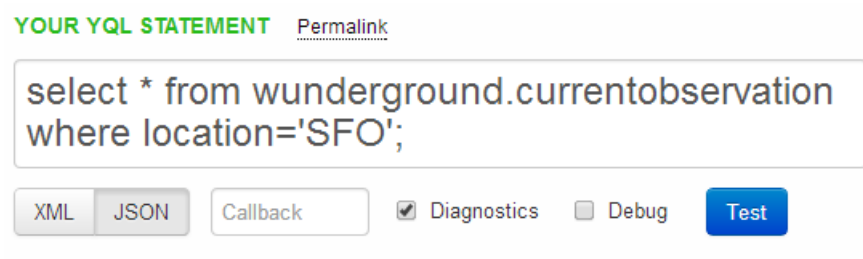 YOUR YQL STATEMENT Permalink
select * from wunderground.currentobservation
where location='SFO';
XML JSON Callback Diagnostics Debug Test